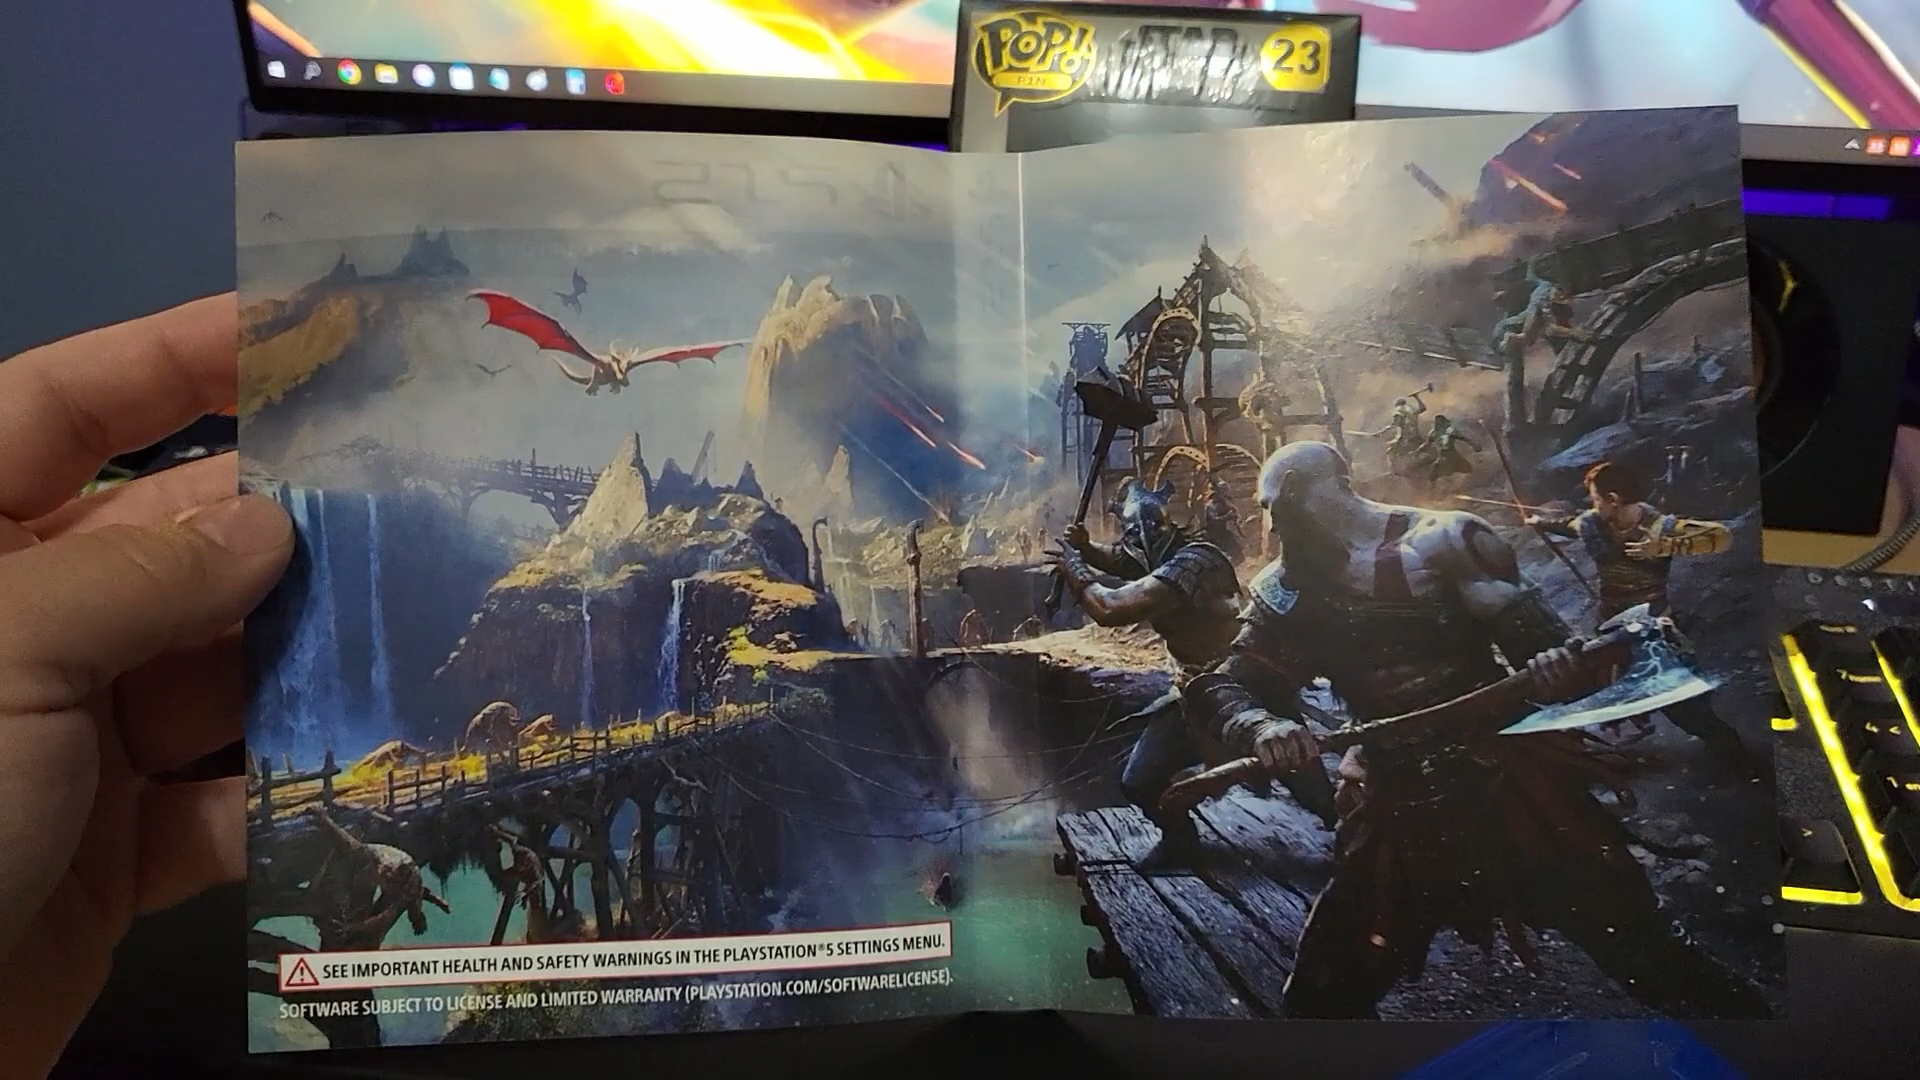 POP!
PIN
STAR
23
⚠ SEE IMPORTANT HEALTH AND SAFETY WARNINGS IN THE PLAYSTATION®5 SETTINGS MENU.
SOFTWARE SUBJECT TO LICENSE AND LIMITED WARRANTY (PLAYSTATION.COM/SOFTWARELICENSE).